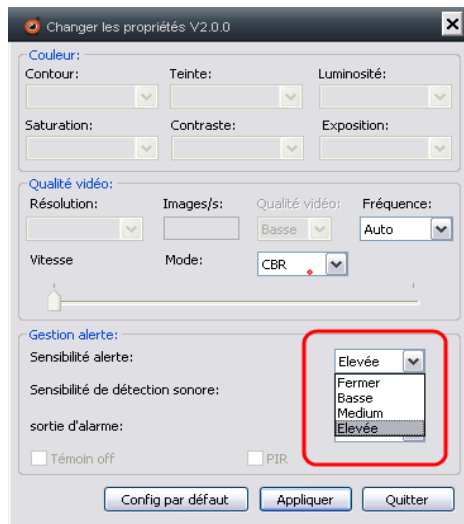 Changer les propriétés V2.0.0
Couleur:
Contour: Teinte: Luminosité:
Saturation: Contraste: Exposition:
Qualité vidéo:
Résolution: Images/s: Qualité vidéo: Fréquence:
Basse Auto
Vitesse Mode: CBR
Gestion alerte:
Sensibilité alerte: Elevée
Fermer
Sensibilité de détection sonore: Basse
Medium
sortie d'alarme: Elevée
Témoin off PIR
Config par défaut Appliquer Quitter